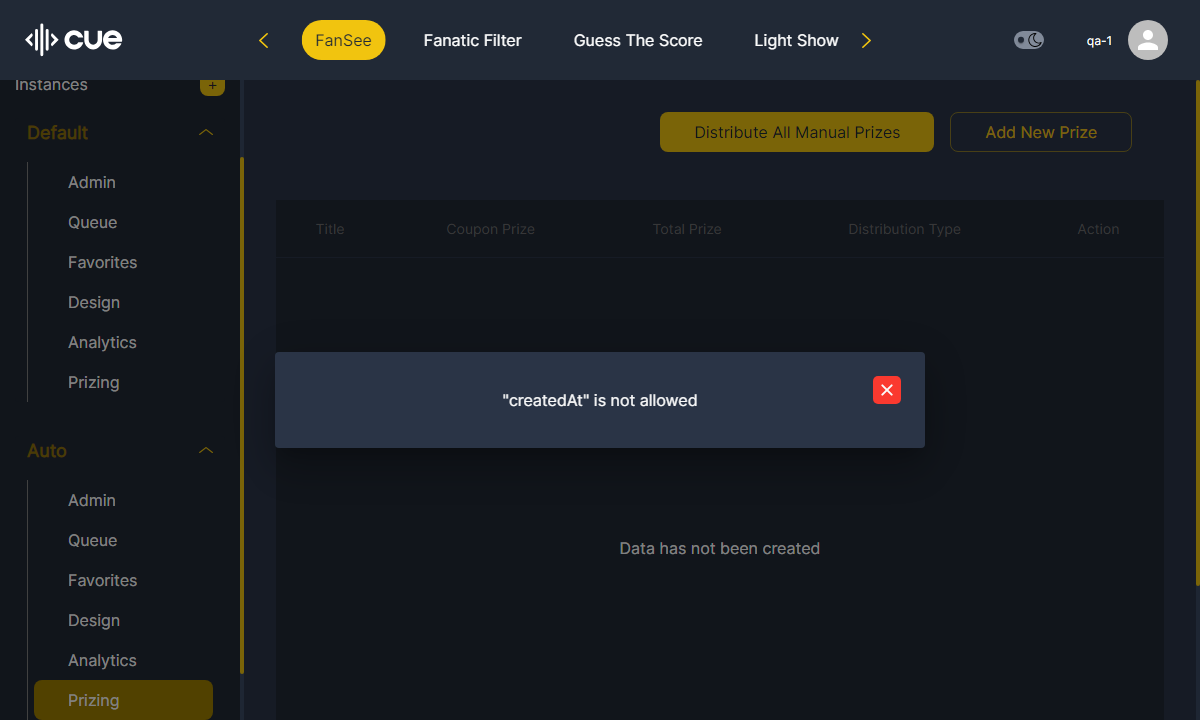 cue
FanSee
Fanatic Filter
Guess The Score
Light Show
qa-1
Instances
+
Default
Admin
Queue
Favorites
Design
Analytics
Prizing
Auto
Admin
Queue
Favorites
Design
Analytics
Prizing
Distribute All Manual Prizes
Add New Prize
Title
Coupon Prize
Total Prize
Distribution Type
Action
"createdAt" is not allowed
Data has not been created